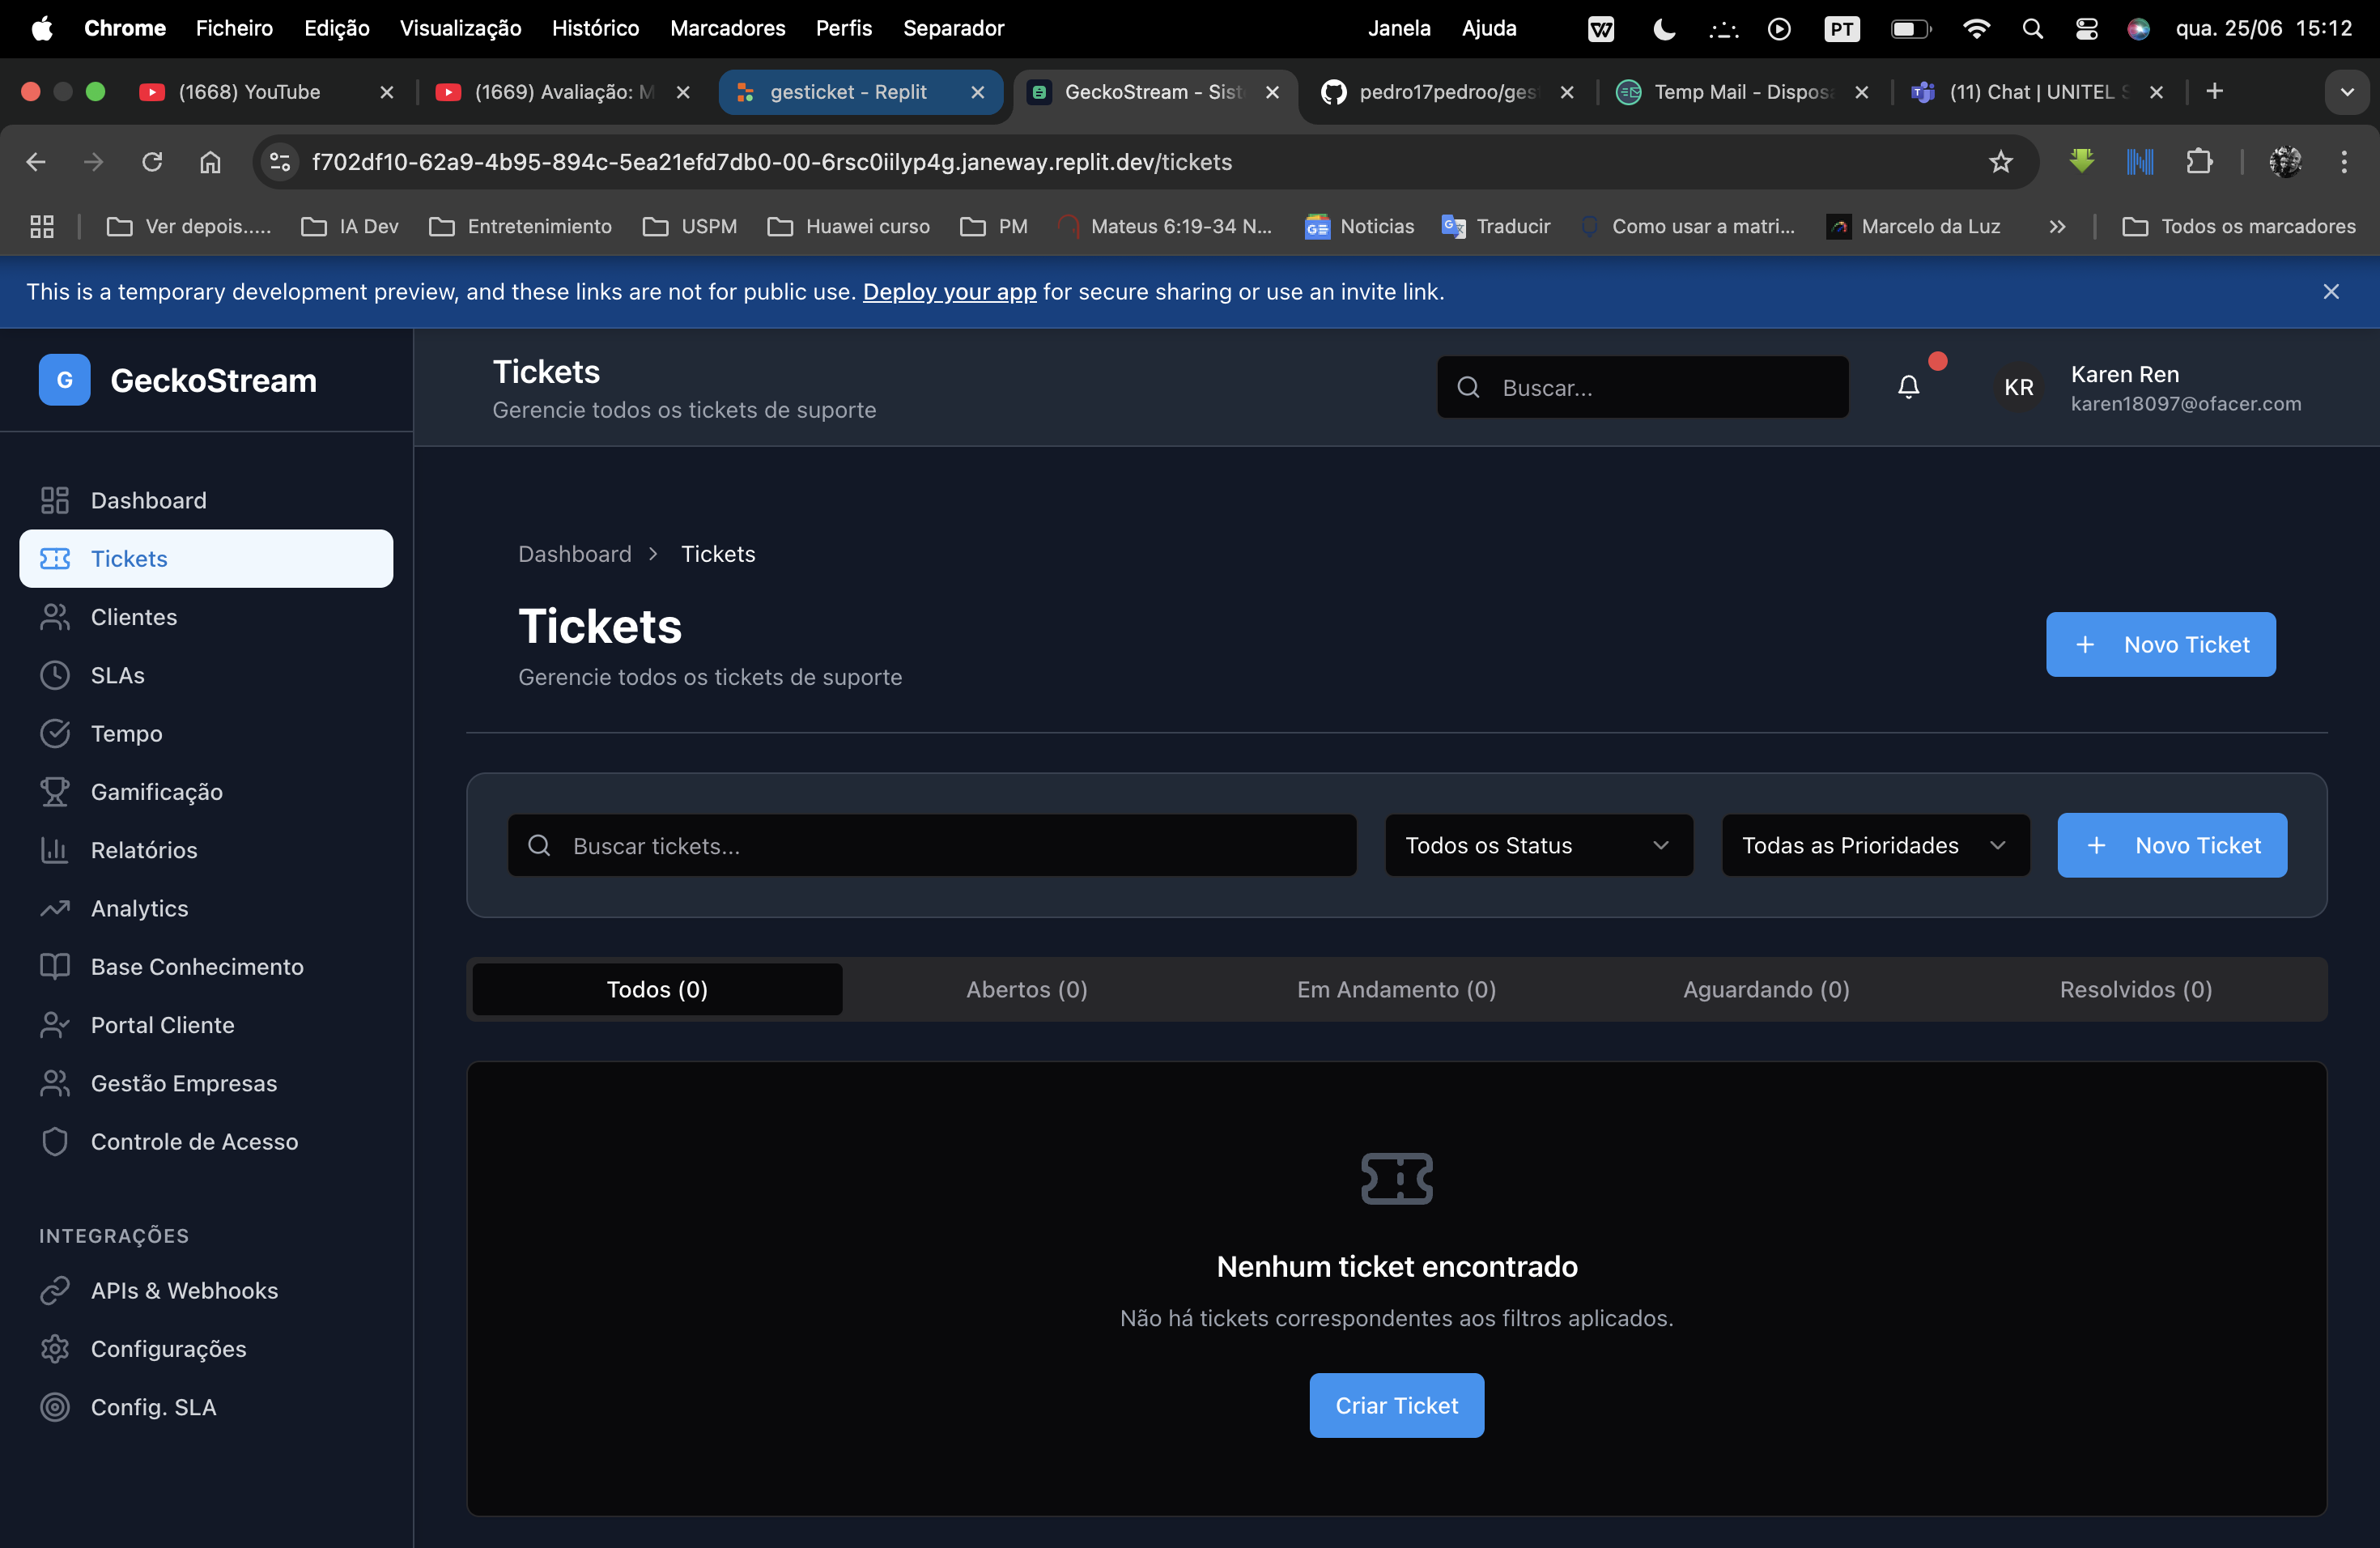 Chrome Ficheiro Edição Visualização Histórico Marcadores Perfis Separador Janela Ajuda PT qua. 25/06 15:12
(1668) YouTube (1669) Avaliação: M gesticket - Replit GeckoStream - Sist pedro17pedroo/ges Temp Mail - Dispos (11) Chat | UNITEL S
f702df10-62a9-4b95-894c-5ea21efd7db0-00-6rsc0iilyp4g.janeway.replit.dev/tickets
Ver depois..... IA Dev Entretenimiento USPM Huawei curso PM Mateus 6:19-34 N... Noticias Traducir Como usar a matri... Marcelo da Luz Todos os marcadores
This is a temporary development preview, and these links are not for public use. Deploy your app for secure sharing or use an invite link.
G GeckoStream
Dashboard
Tickets
Clientes
SLAs
Tempo
Gamificação
Relatórios
Analytics
Base Conhecimento
Portal Cliente
Gestão Empresas
Controle de Acesso
INTEGRAÇÕES
APIs & Webhooks
Configurações
Config. SLA
Tickets
Gerencie todos os tickets de suporte
Buscar...
KR
Karen Ren
karen18097@ofacer.com
Dashboard > Tickets
Tickets
Gerencie todos os tickets de suporte
+ Novo Ticket
Buscar tickets... Todos os Status Todas as Prioridades + Novo Ticket
Todos (0) Abertos (0) Em Andamento (0) Aguardando (0) Resolvidos (0)
Nenhum ticket encontrado
Não há tickets correspondentes aos filtros aplicados.
Criar Ticket